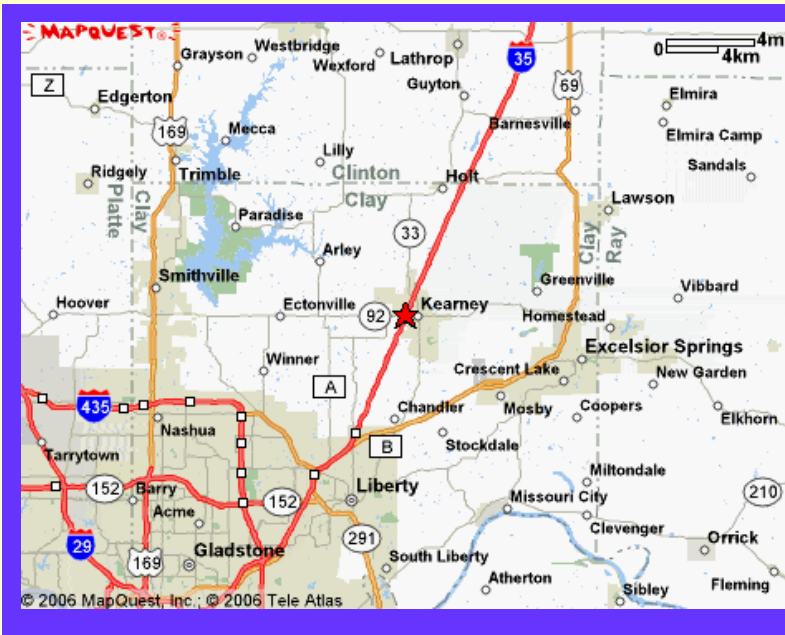 MAPQUEST®
Grayson
Westbridge
Wexford
Lathrop
35
0
4m
4km
Z
Edgerton
Guyton
69
Elmira
169
Mecca
Barnesville
Elmira Camp
Ridgely
Trimble
Lilly
Clinton
Clay
Holt
Sandals
Platte
Clay
Paradise
33
Lawson
Clay
Ray
Arley
Smithville
Greenville
Vibbard
Hoover
Ectonville
92
Kearney
Homestead
Winner
Excelsior Springs
A
Crescent Lake
New Garden
435
Chandler
Mosby
Coopers
Elkhorn
Nashua
B
Stockdale
Tarrytown
Miltondale
152
Barry
152
Liberty
Missouri City
210
Acme
Clevenger
29
169
Gladstone
291
South Liberty
Orrick
Atherton
Sibley
Fleming
© 2006 MapQuest, Inc.; © 2006 Tele Atlas